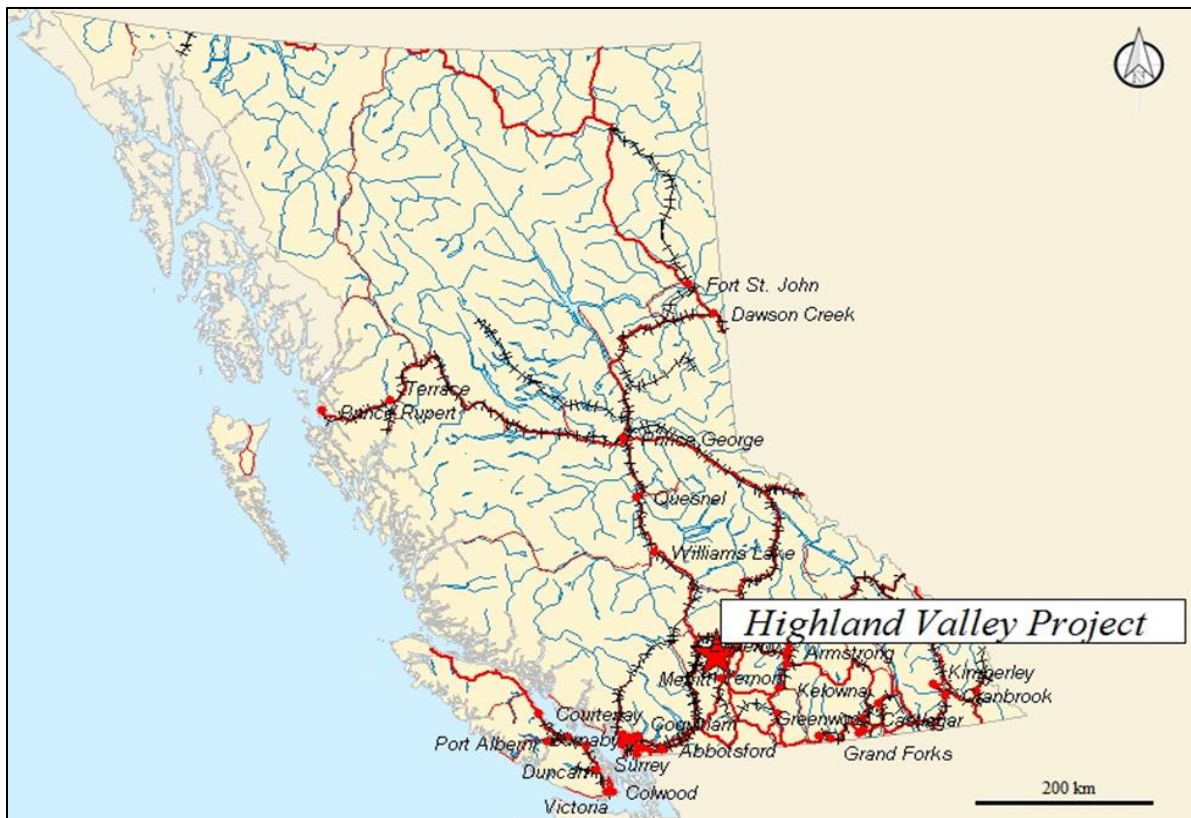 N
Fort St. John
Dawson Creek
Terrace
Prince Rupert
Prince George
Quesnel
Williams Lake
Highland Valley Project
Armstrong
Merritt
Vernon
Kimberley
Kelowna
Cranbrook
Courtenay
Coquitlam
Greenwood
Castlegar
Port Alberni
Burnaby
Abbotsford
Grand Forks
Duncan
Surrey
Colwood
Victoria
200 km